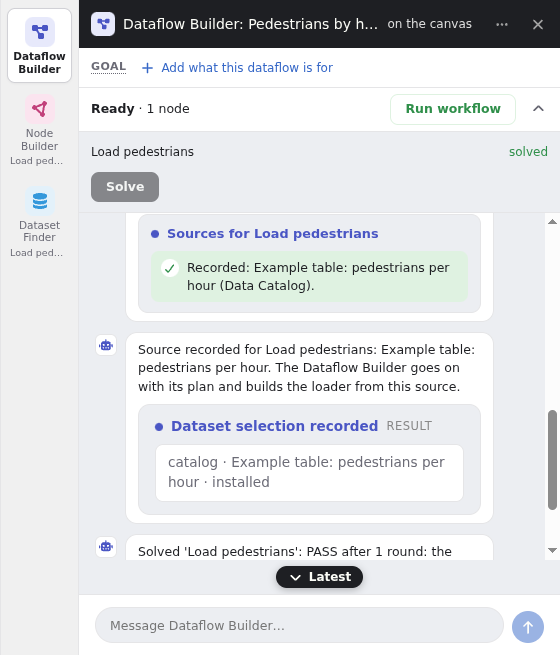 Dataflow Builder
Node Builder
Load ped...
Dataset Finder
Load ped...
Dataflow Builder: Pedestrians by h... on the canvas
GOAL + Add what this dataflow is for
Ready · 1 node
Run workflow
Load pedestrians
solved
Solve
Sources for Load pedestrians
Recorded: Example table: pedestrians per
hour (Data Catalog).
Source recorded for Load pedestrians: Example table:
pedestrians per hour. The Dataflow Builder goes on
with its plan and builds the loader from this source.
Dataset selection recorded RESULT
catalog · Example table: pedestrians per
hour · installed
Solved 'Load pedestrians': PASS after 1 round: the
Latest
Message Dataflow Builder...